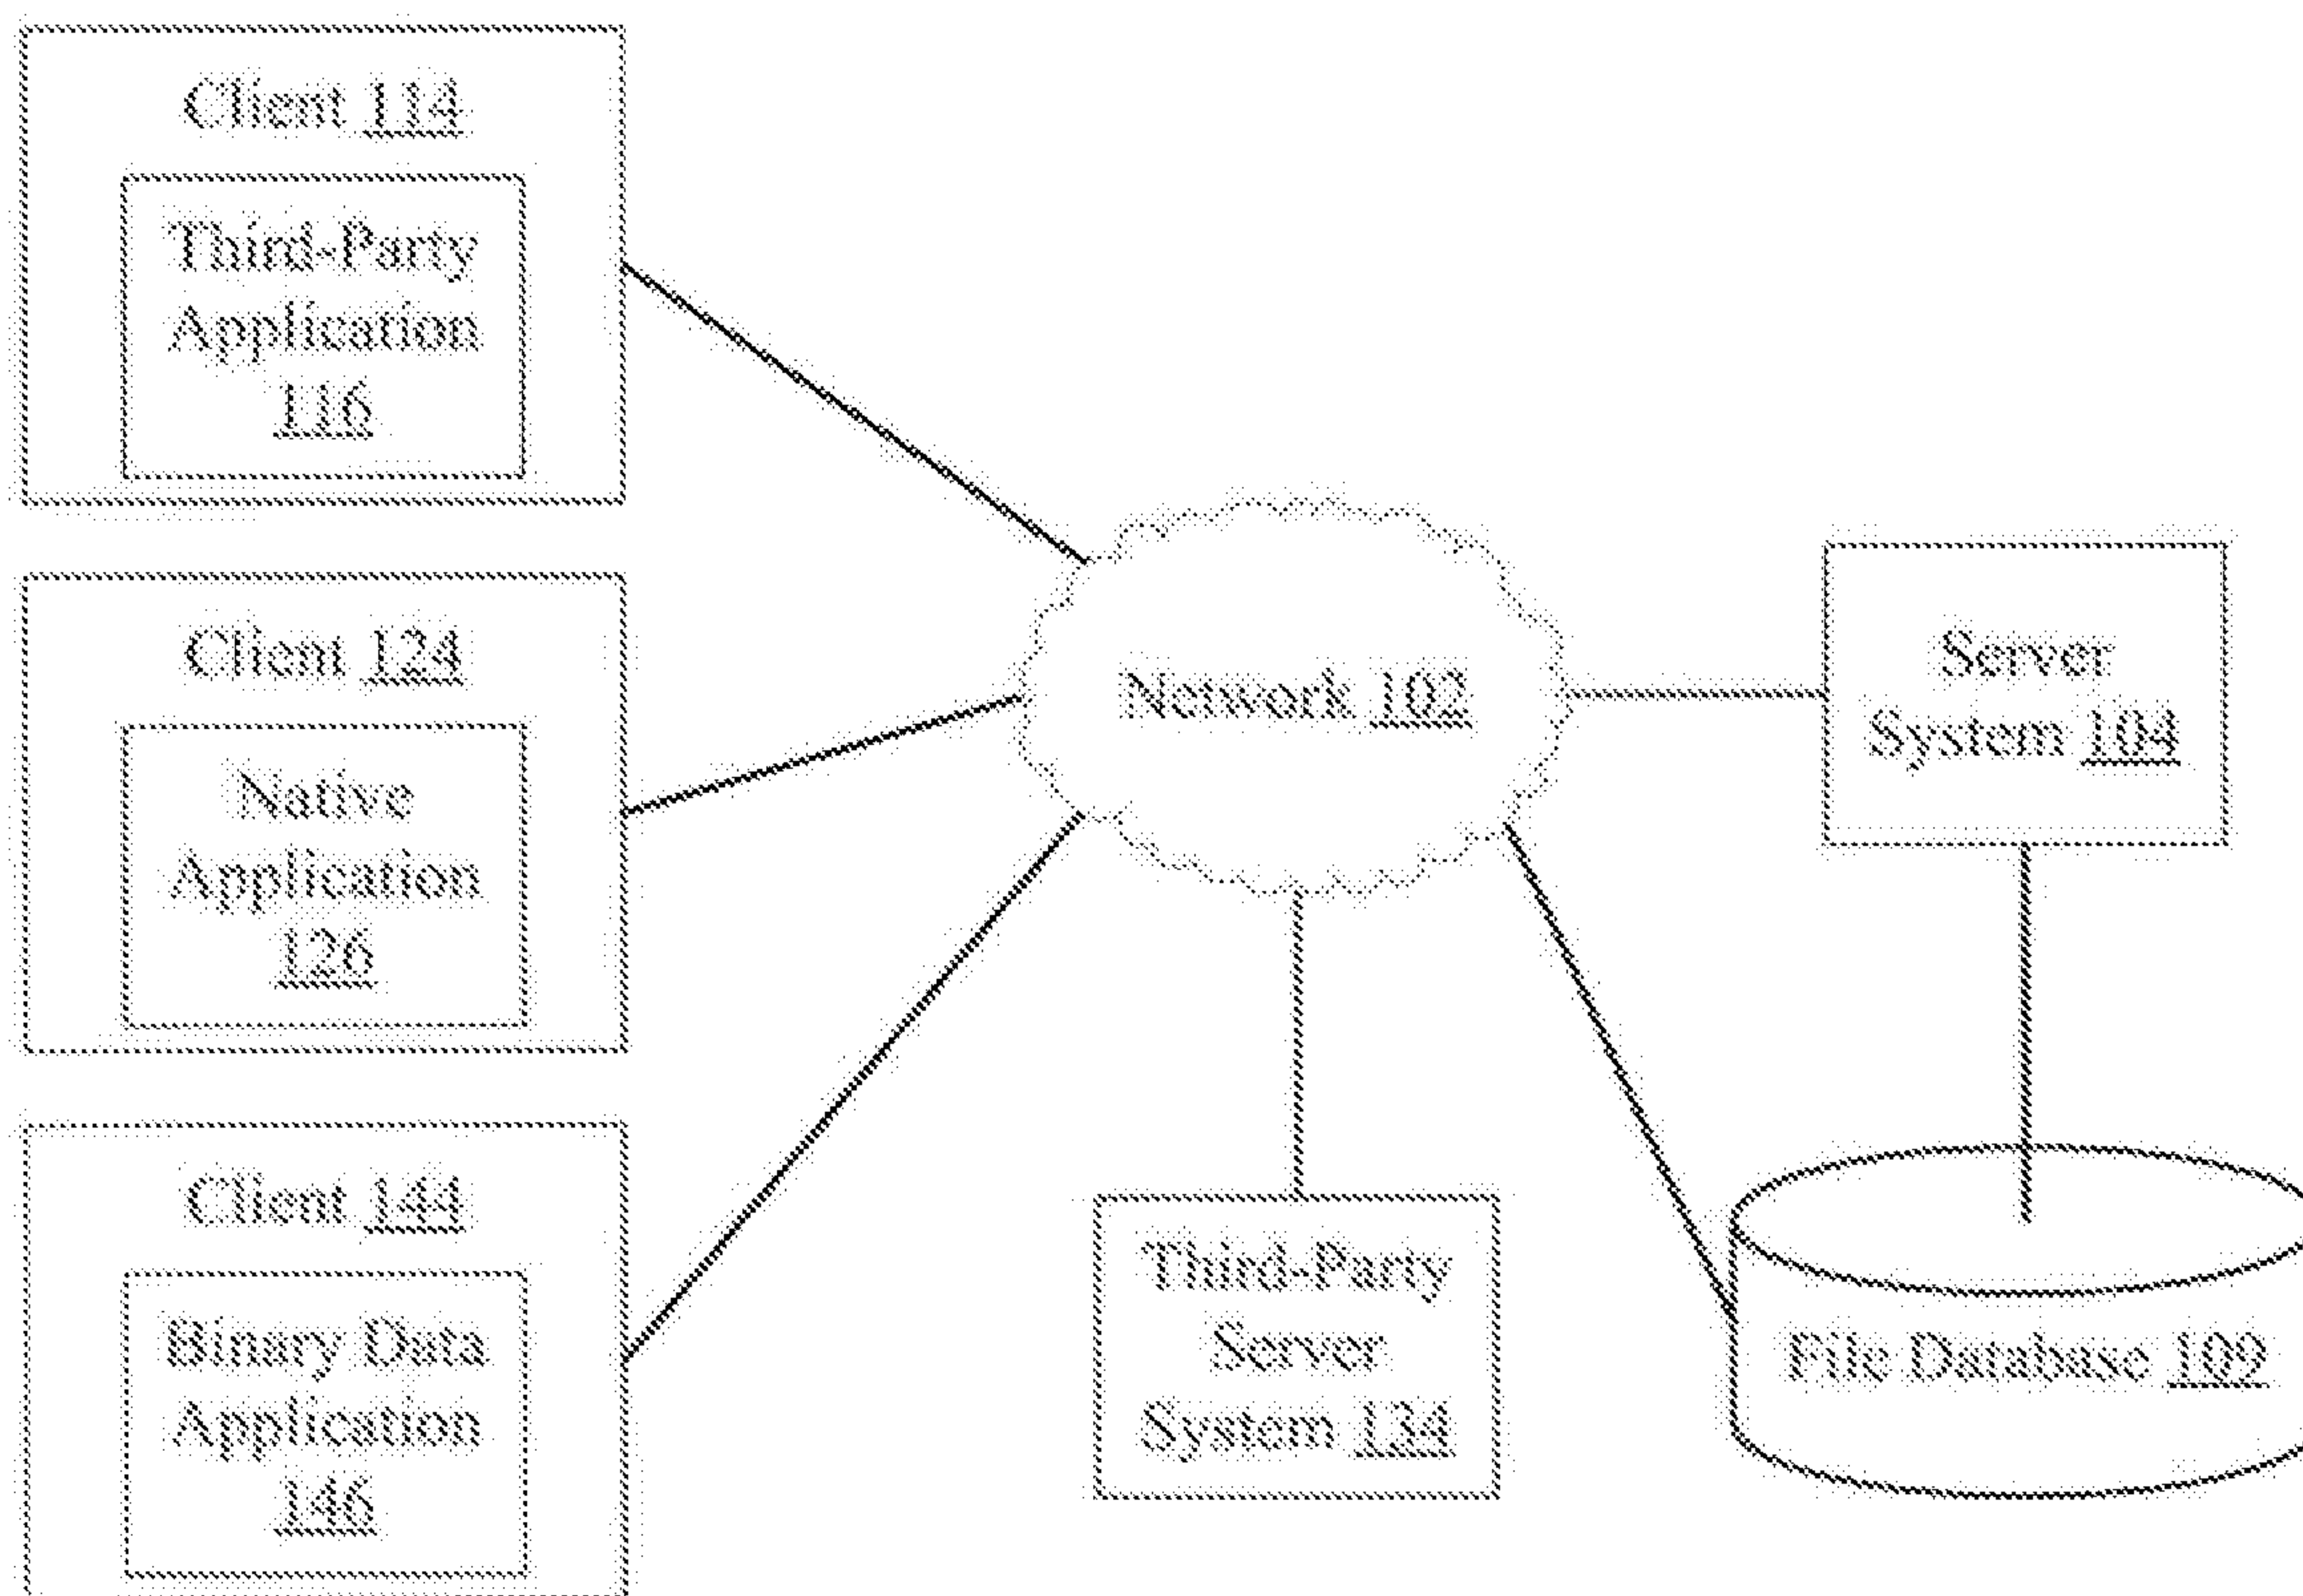 Client 114
Third-Party
Application
116
Client 124
Native
Application
126
Client 144
Binary Data
Application
146
Network 102
Third-Party
Server
System 134
Server
System 104
File Database 109